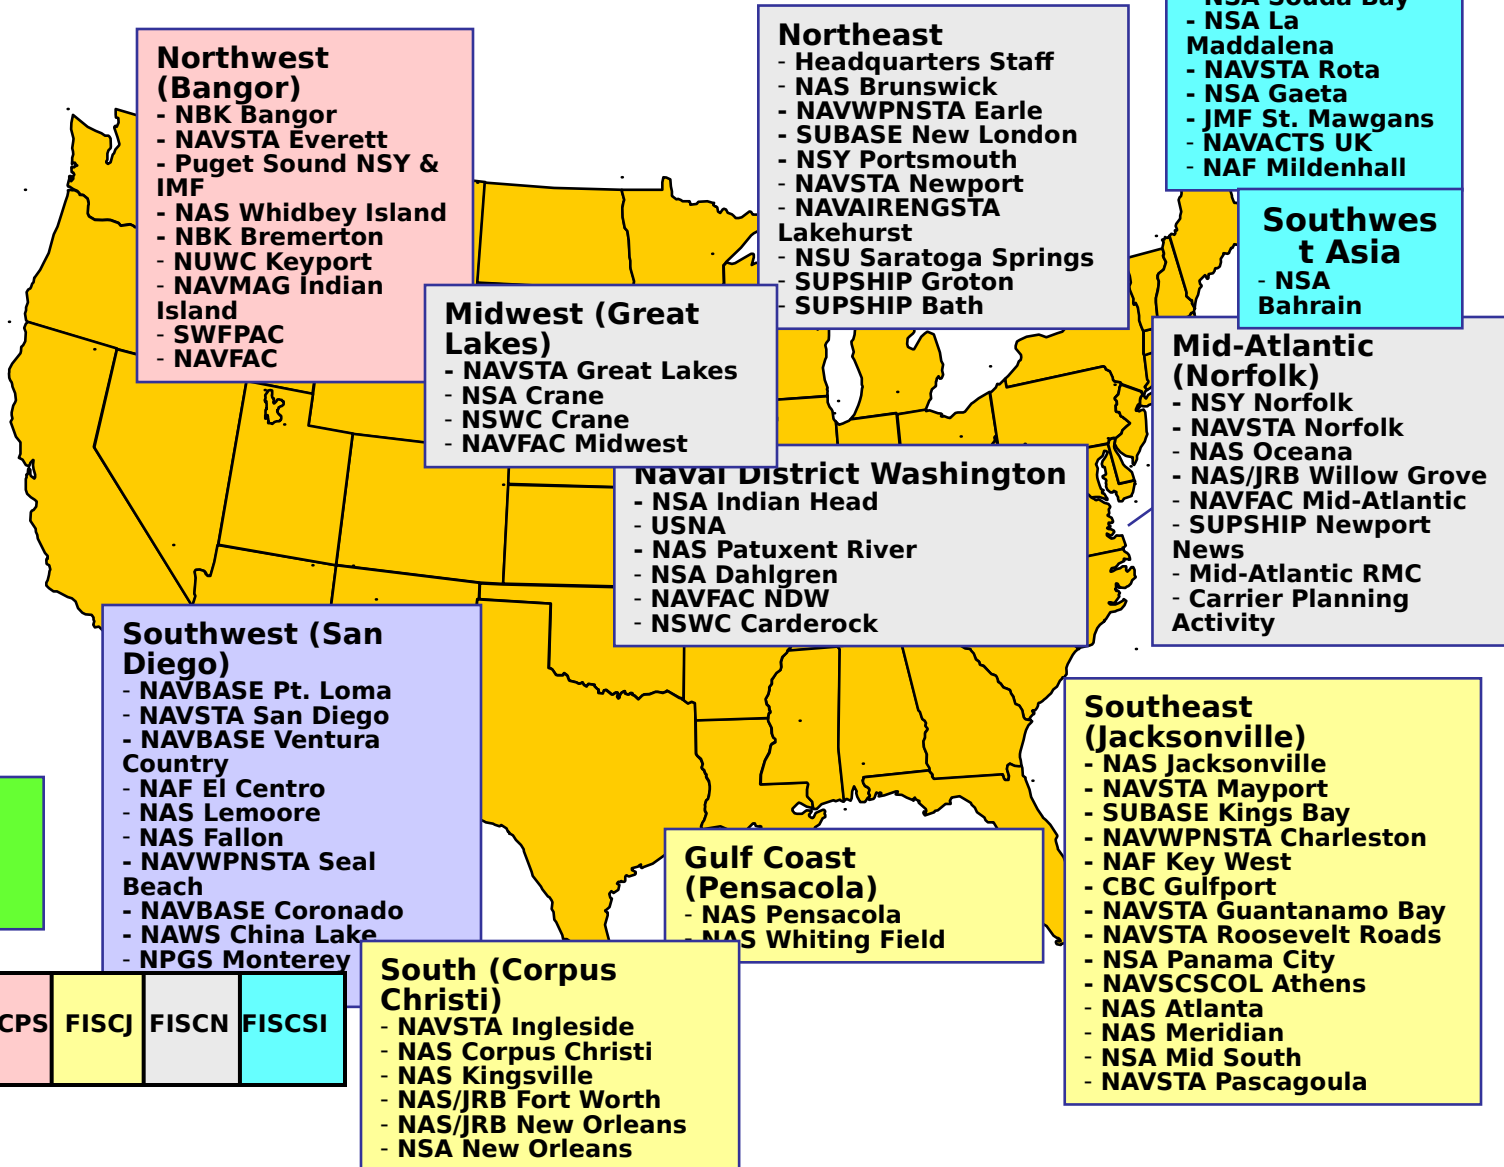 Northwest
(Bangor)
- NBK Bangor
- NAVSTA Everett
- Puget Sound NSY &
IMF
- NAS Whidbey Island
- NBK Bremerton
- NUWC Keyport
- NAVMAG Indian
Island
- SWFPAC
- NAVFAC
Northeast
- Headquarters Staff
- NAS Brunswick
- NAVWPNSTA Earle
- SUBASE New London
- NSY Portsmouth
- NAVSTA Newport
- NAVAIRENGSTA
Lakehurst
- NSU Saratoga Springs
- SUPSHIP Groton
- SUPSHIP Bath
- NSA Souda Bay
- NSA La
Maddalena
- NAVSTA Rota
- NSA Gaeta
- JMF St. Mawgans
- NAVACTS UK
- NAF Mildenhall
Southwes
t Asia
- NSA
Bahrain
Midwest (Great
Lakes)
- NAVSTA Great Lakes
- NSA Crane
- NSWC Crane
- NAVFAC Midwest
Mid-Atlantic
(Norfolk)
- NSY Norfolk
- NAVSTA Norfolk
- NAS Oceana
- NAS/JRB Willow Grove
- NAVFAC Mid-Atlantic
- SUPSHIP Newport
News
- Mid-Atlantic RMC
- Carrier Planning
Activity
Naval District Washington
- NSA Indian Head
- USNA
- NAS Patuxent River
- NSA Dahlgren
- NAVFAC NDW
- NSWC Carderock
Southwest (San
Diego)
- NAVBASE Pt. Loma
- NAVSTA San Diego
- NAVBASE Ventura
Country
- NAF El Centro
- NAS Lemoore
- NAS Fallon
- NAVWPNSTA Seal
Beach
- NAVBASE Coronado
- NAWS China Lake
- NPGS Monterey
Southeast
(Jacksonville)
- NAS Jacksonville
- NAVSTA Mayport
- SUBASE Kings Bay
- NAVWPNSTA Charleston
- NAF Key West
- CBC Gulfport
- NAVSTA Guantanamo Bay
- NAVSTA Roosevelt Roads
- NSA Panama City
- NAVSCSCOL Athens
- NAS Atlanta
- NAS Meridian
- NSA Mid South
- NAVSTA Pascagoula
Gulf Coast
(Pensacola)
- NAS Pensacola
- NAS Whiting Field
South (Corpus
Christi)
- NAVSTA Ingleside
- NAS Corpus Christi
- NAS Kingsville
- NAS/JRB Fort Worth
- NAS/JRB New Orleans
- NSA New Orleans
CPS FISCJ FISCN FISCSI